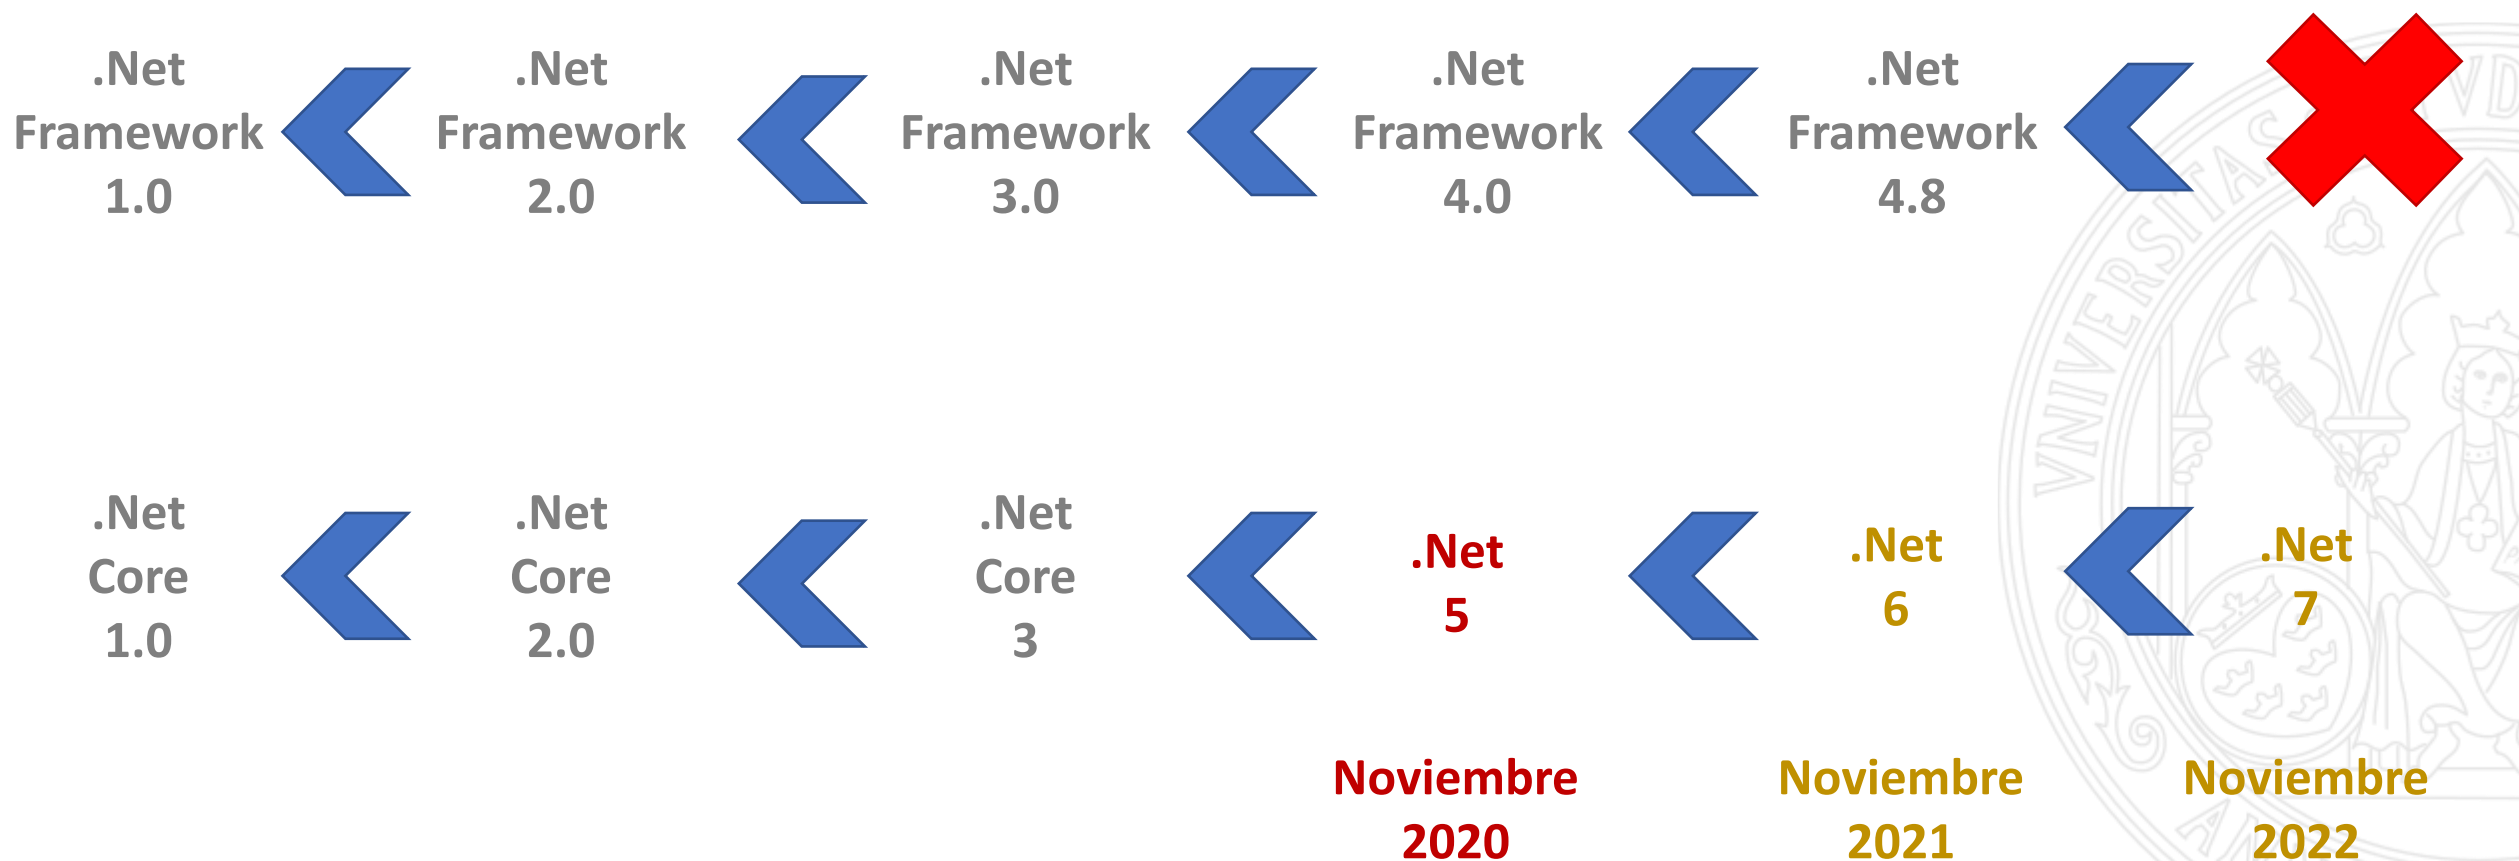 .Net
Framework
1.0
.Net
Framework
2.0
.Net
Framework
3.0
.Net
Framework
4.0
.Net
Framework
4.8
.Net
Core
1.0
.Net
Core
2.0
.Net
Core
3
.Net
5
.Net
6
.Net
7
Noviembre
2020
Noviembre
2021
Noviembre
2022
VNIVERSITAS